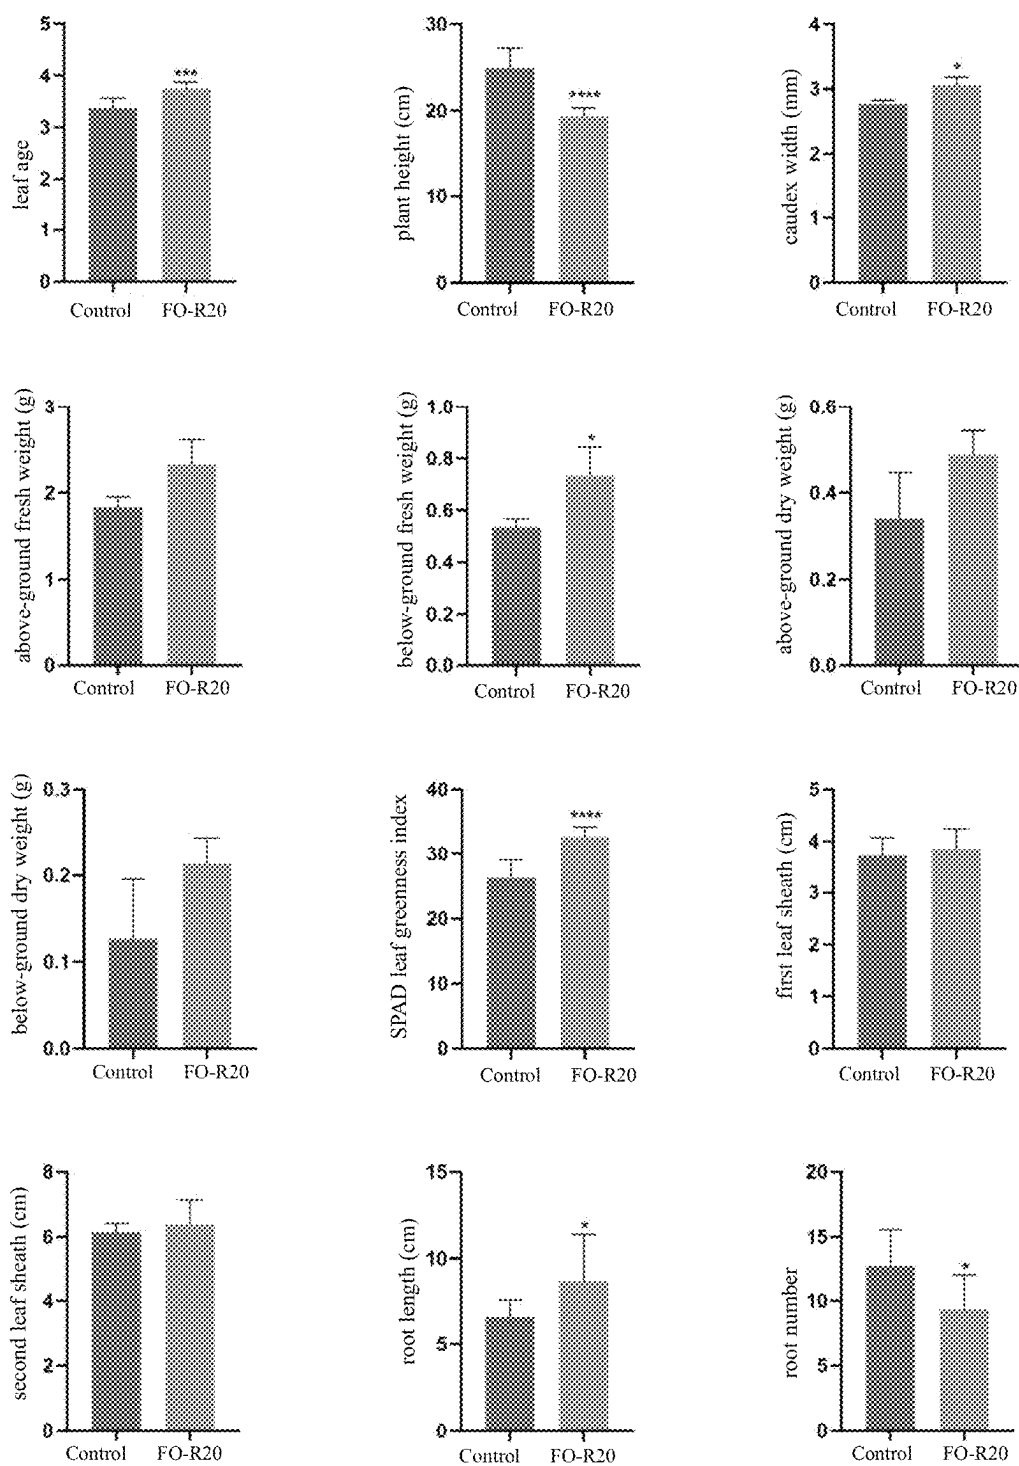 5
4
3
2
1
0
leaf age
***
Control FO-R20
30
20
10
0
plant height (cm)
****
Control FO-R20
4
3
2
1
0
caudex width (mm)
*
Control FO-R20
3
2
1
0
above-ground fresh weight (g)
Control FO-R20
1.0
0.8
0.6
0.4
0.2
0.0
below-ground fresh weight (g)
*
Control FO-R20
0.6
0.4
0.2
0.0
above-ground dry weight (g)
Control FO-R20
0.3
0.2
0.1
0.0
below-ground dry weight (g)
Control FO-R20
40
30
20
10
0
SPAD leaf greenness index
****
Control FO-R20
5
4
3
2
1
0
first leaf sheath (cm)
Control FO-R20
8
6
4
2
0
second leaf sheath (cm)
Control FO-R20
15
10
5
0
root length (cm)
*
Control FO-R20
20
15
10
5
0
root number
*
Control FO-R20